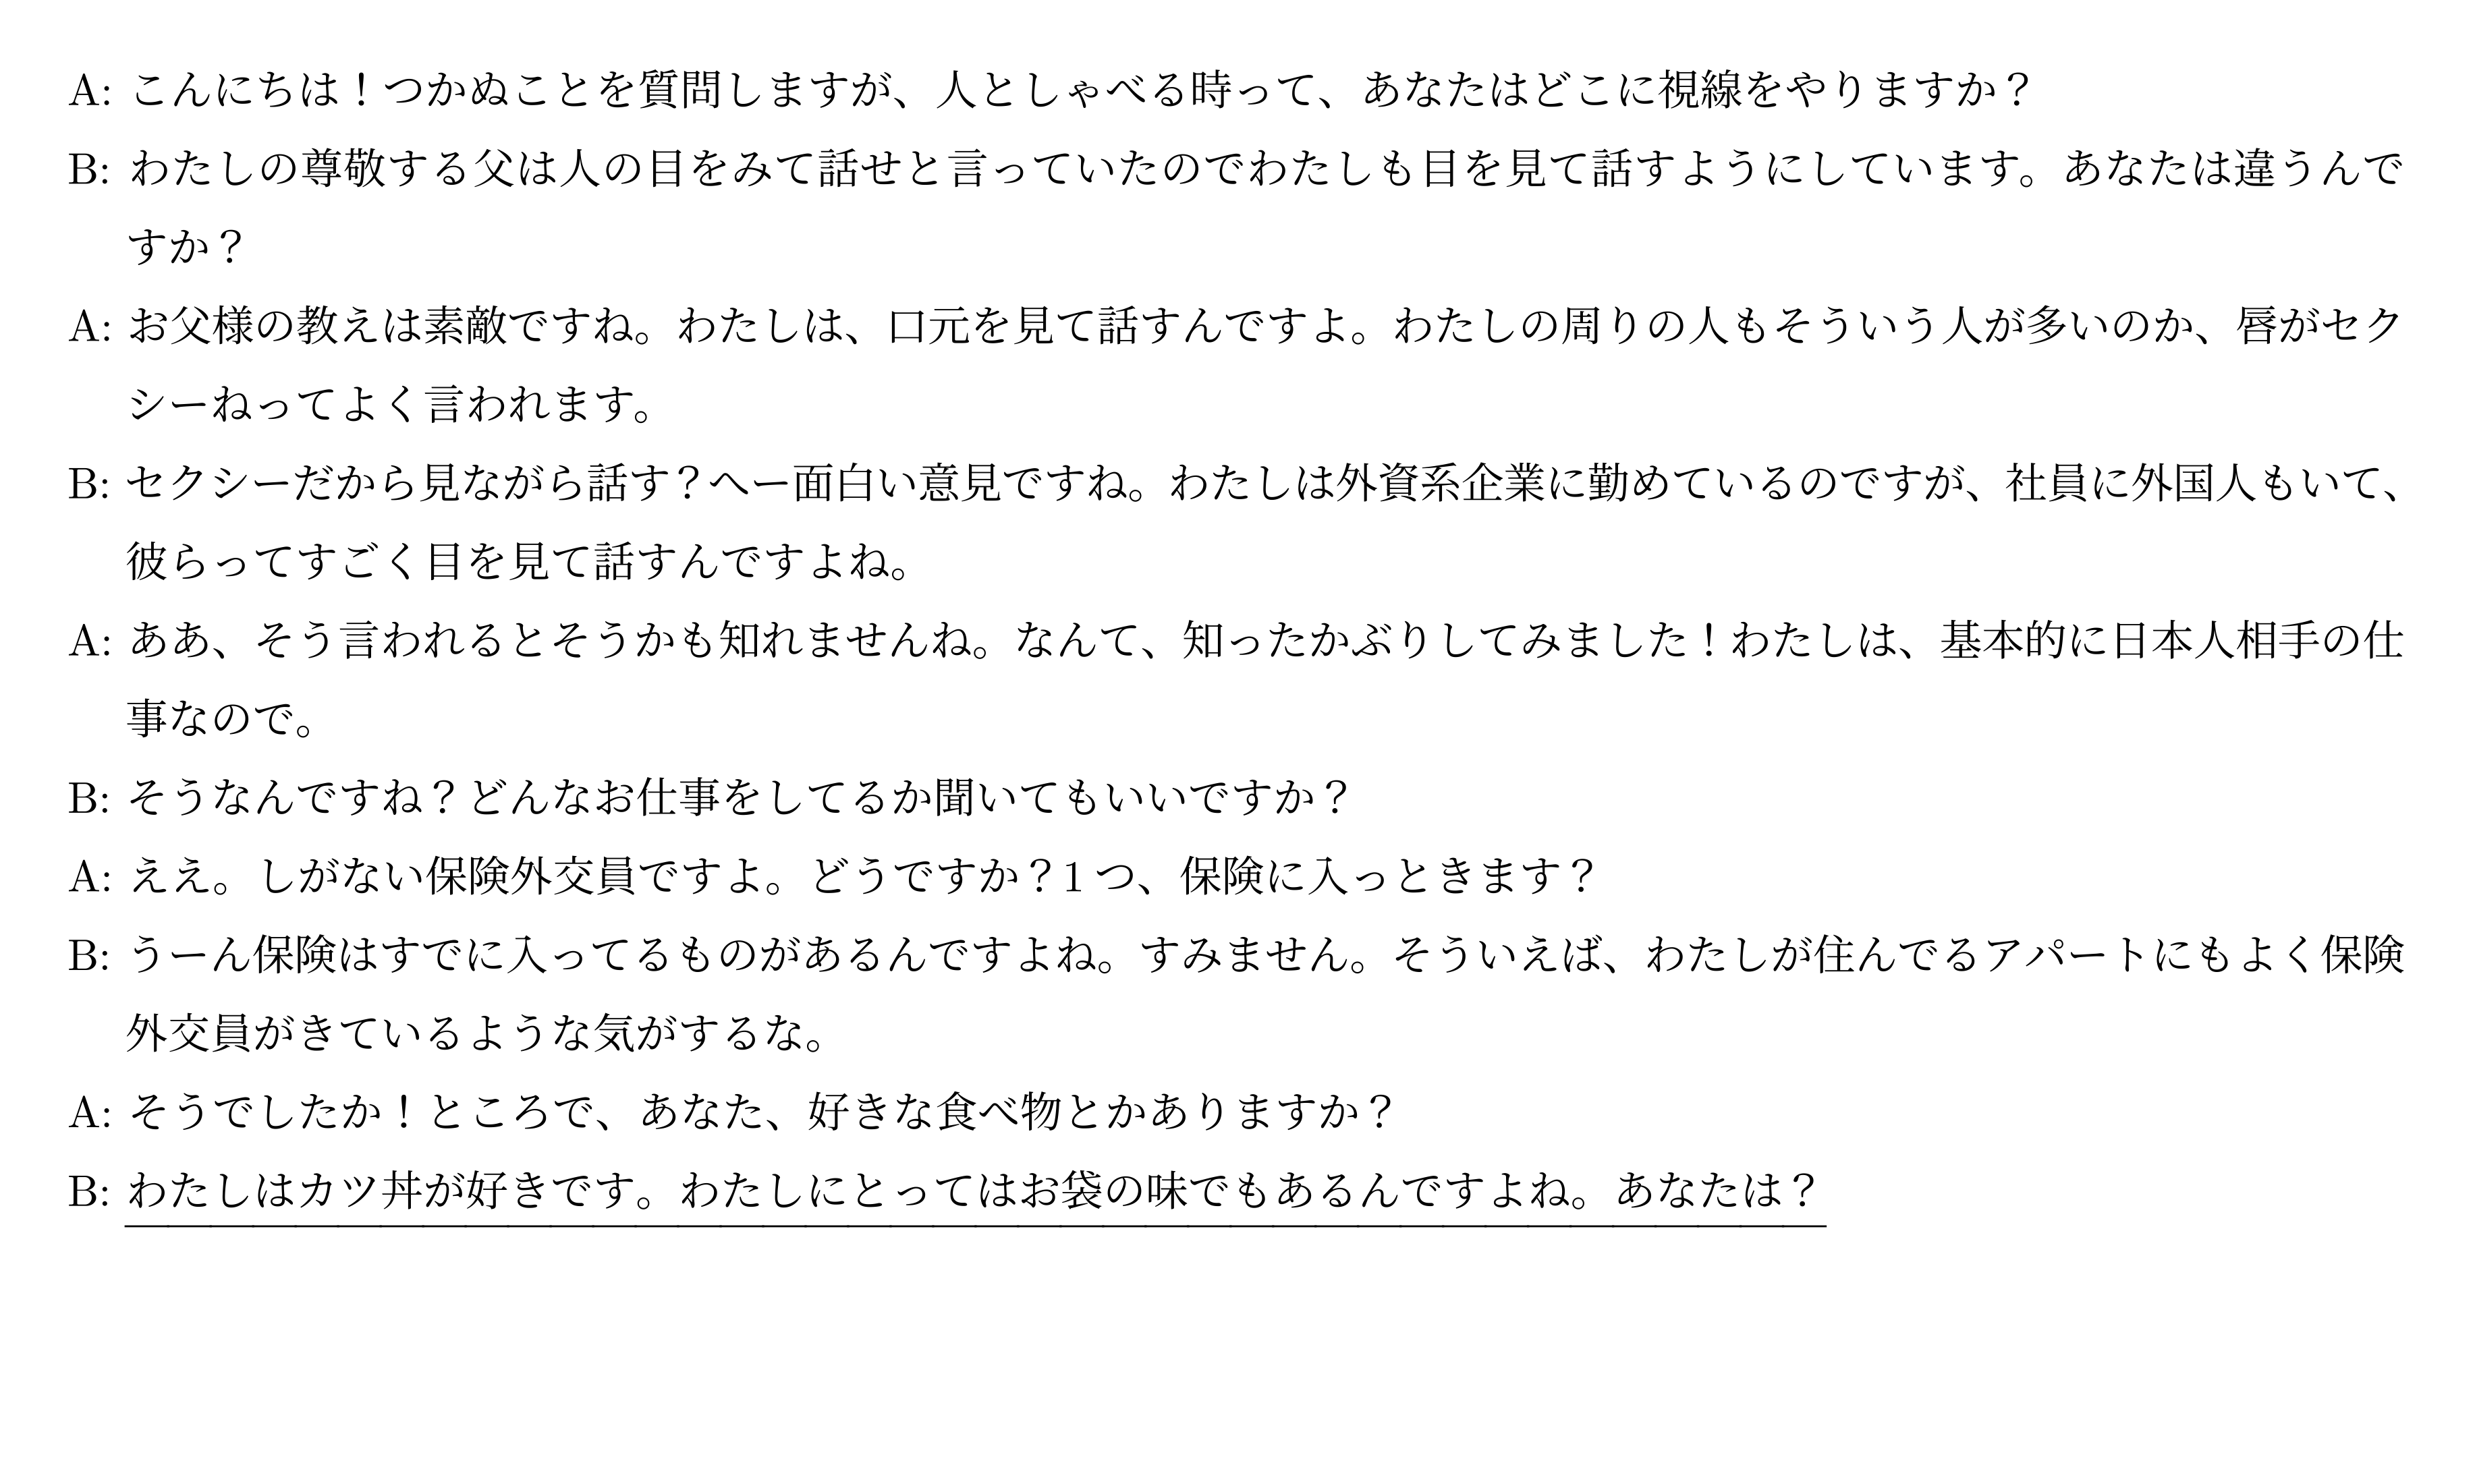 A: こんにちは！つかぬことを質問しますが、人としゃべる時って、あなたはどこに視線をやりますか？
B: わたしの尊敬する父は人の目をみて話せと言っていたのでわたしも目を見て話すようにしています。あなたは違うんで
すか？
A: お父様の教えは素敵ですね。わたしは、口元を見て話すんですよ。わたしの周りの人もそういう人が多いのか、唇がセク
シーねってよく言われます。
B: セクシーだから見ながら話す？へー面白い意見ですね。わたしは外資系企業に勤めているのですが、社員に外国人もいて、
彼らってすごく目を見て話すんですよね。
A: ああ、そう言われるとそうかも知れませんね。なんて、知ったかぶりしてみました！わたしは、基本的に日本人相手の仕
事なので。
B: そうなんですね？どんなお仕事をしてるか聞いてもいいですか？
A: ええ。しがない保険外交員ですよ。どうですか？1 つ、保険に入っときます？
B: うーん保険はすでに入ってるものがあるんですよね。すみません。そういえば、わたしが住んでるアパートにもよく保険
外交員がきているような気がするな。
A: そうでしたか！ところで、あなた、好きな食べ物とかありますか？
B: わたしはカツ丼が好きです。わたしにとってはお袋の味でもあるんですよね。あなたは？